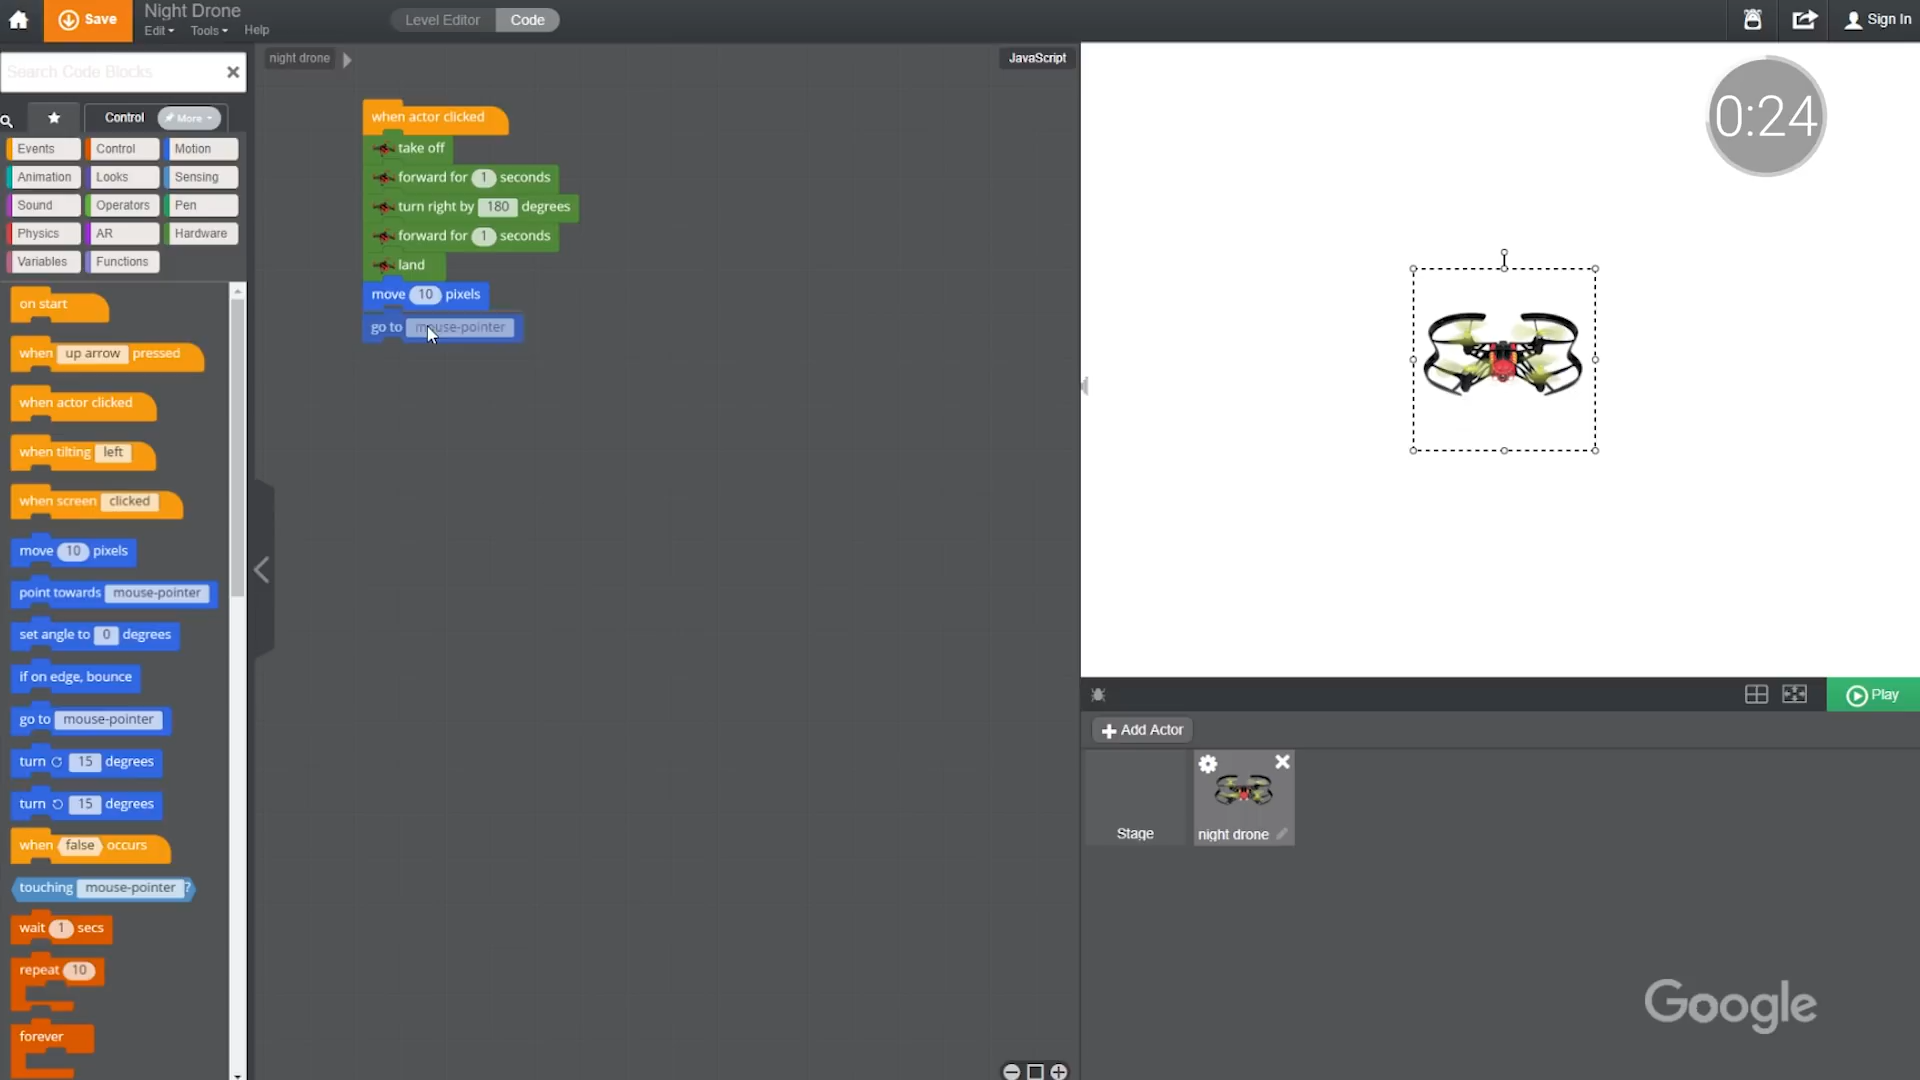 Save
Night Drone
Edit
Tools
Help
Level Editor
Code
Sign In
Search Code Blocks
Control
More
Events
Control
Motion
Animation
Looks
Sensing
Sound
Operators
Pen
Physics
AR
Hardware
Variables
Functions
on start
when up arrow pressed
when actor clicked
when tilting left
when screen clicked
move 10 pixels
point towards mouse-pointer
set angle to 0 degrees
if on edge, bounce
go to mouse-pointer
turn 15 degrees
turn 15 degrees
when false occurs
touching mouse-pointer ?
wait 1 secs
repeat 10
forever
night drone
JavaScript
when actor clicked
take off
forward for 1 seconds
turn right by 180 degrees
forward for 1 seconds
land
move 10 pixels
go to mouse-pointer
0:24
Play
Add Actor
Stage
night drone
Google